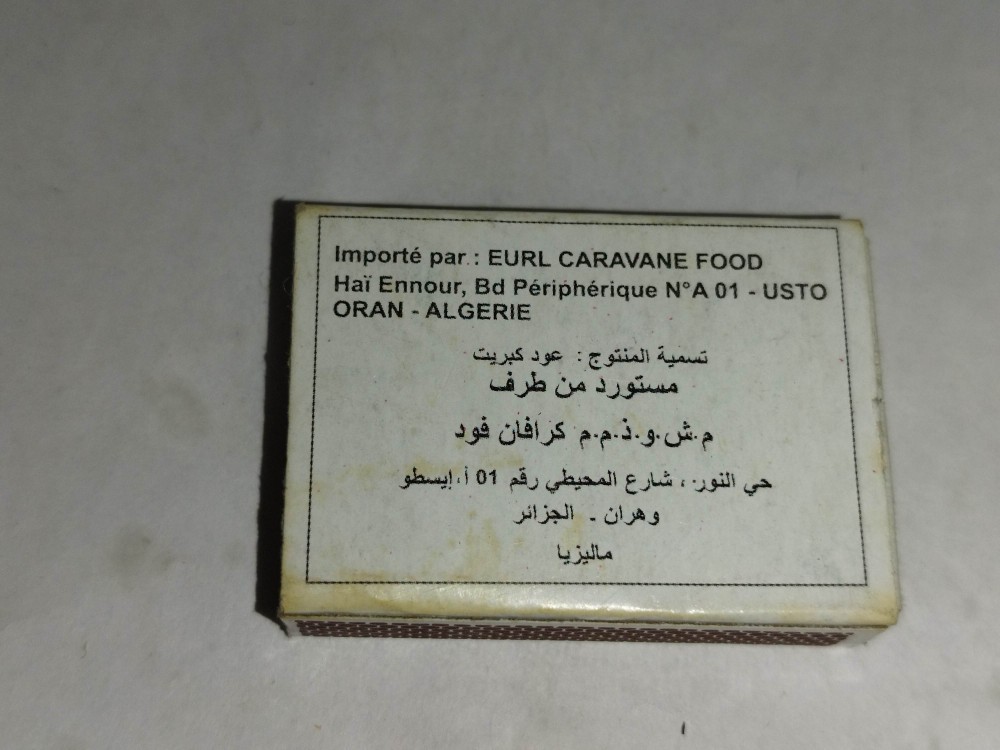 Importé par : EURL CARAVANE FOOD
Haï Ennour, Bd Périphérique N°A 01 - USTO
ORAN - ALGERIE
تسمية المنتوج : عود كبريت
مستورد من طرف
م.ش.و.ذ.م.م كرافان فود
حي النور ، شارع المحيطي رقم 01 أ،إيسطو
وهران - الجزائر
ماليزيا